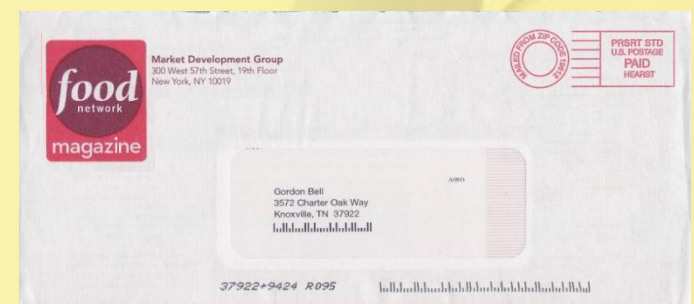 food
network
magazine
Market Development Group
300 West 57th Street, 19th Floor
New York, NY 10019
MAILED FROM ZIP CODE 19612
PRSRT STD
U.S. POSTAGE
PAID
HEARST
Gordon Bell
3572 Charter Oak Way
Knoxville, TN 37922
37922+9424 R095